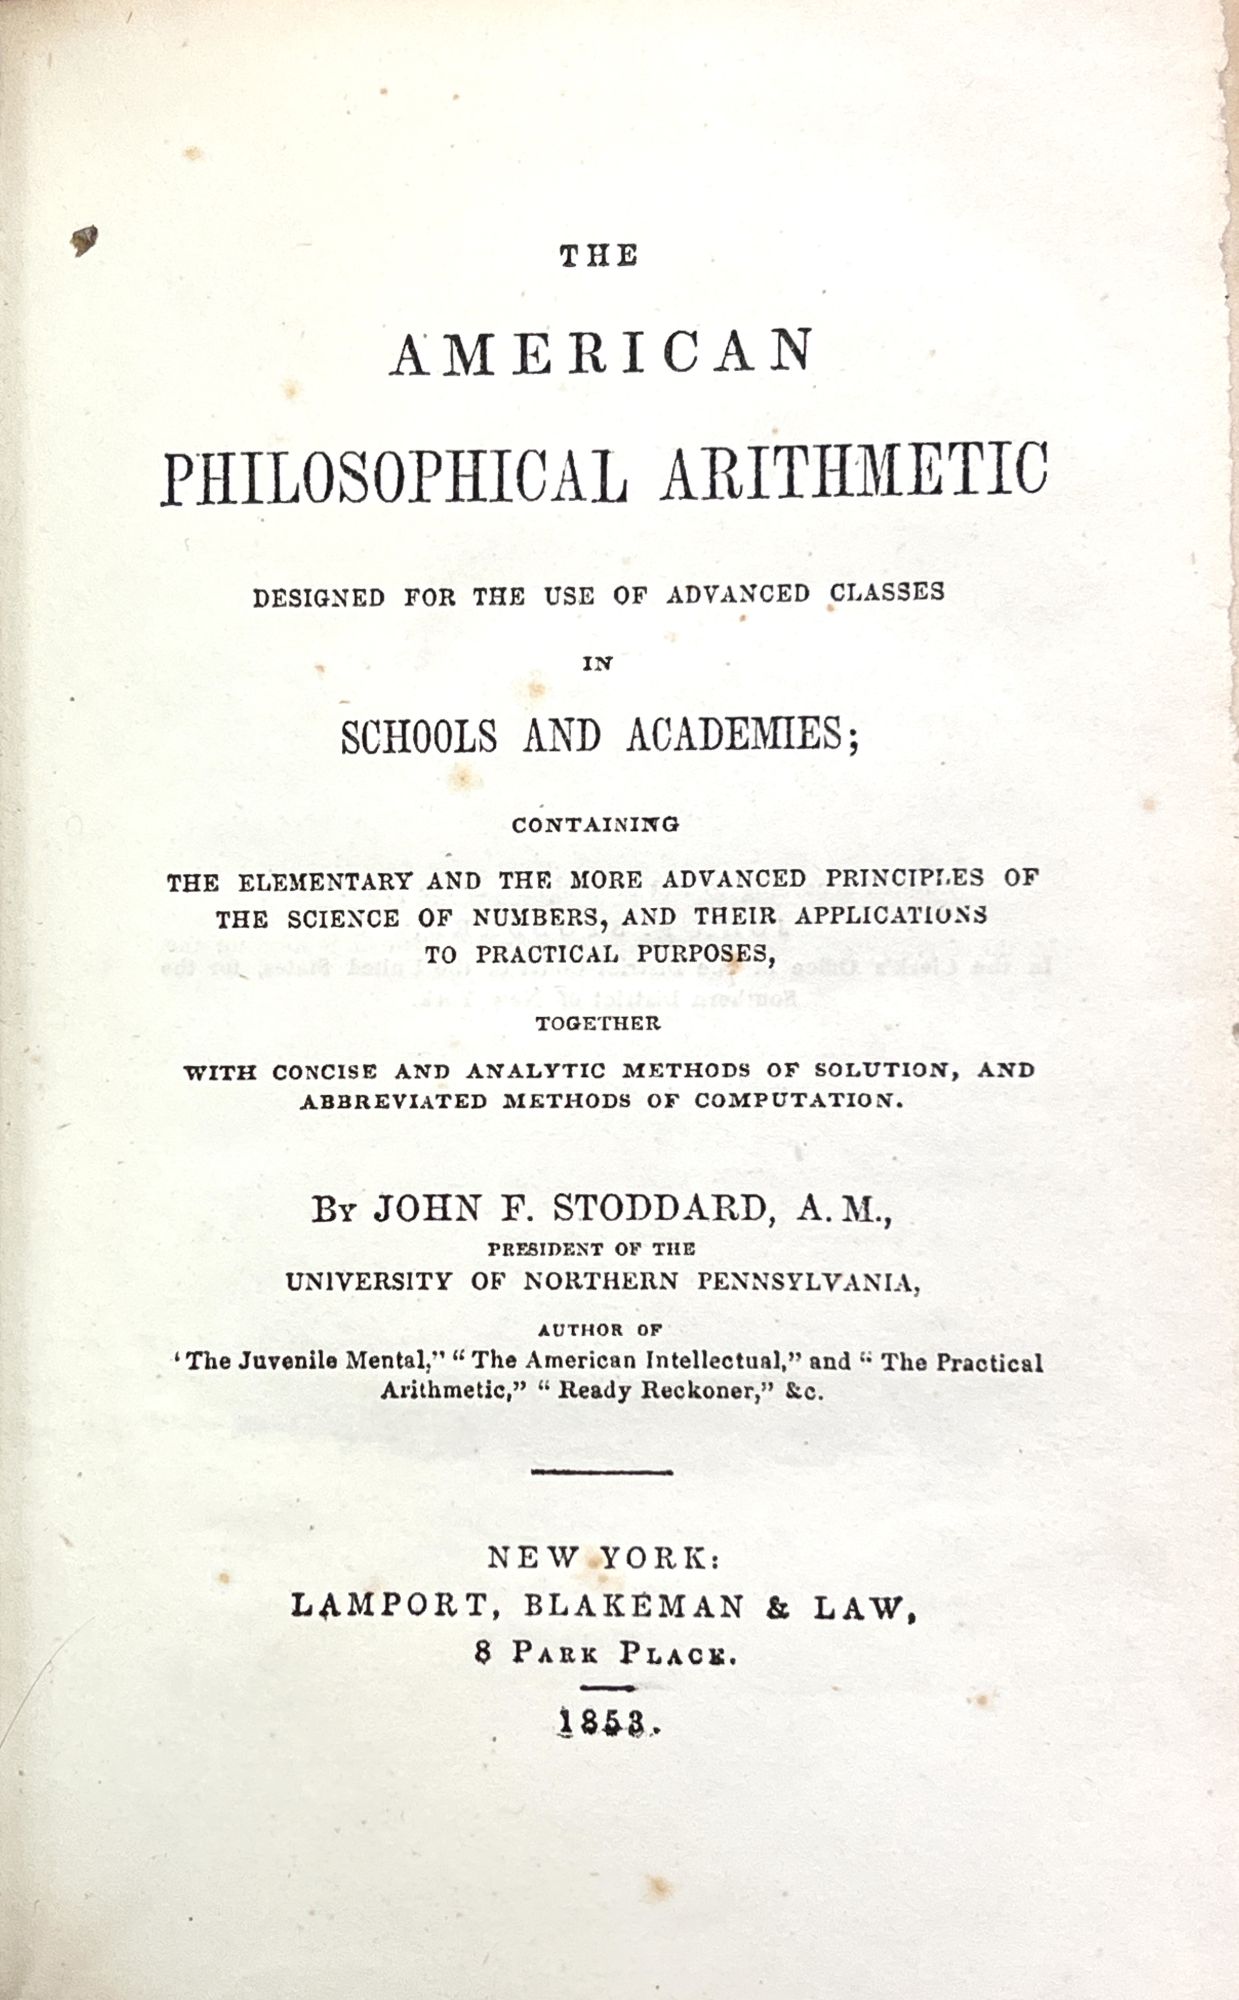 THE
AMERICAN
PHILOSOPHICAL ARITHMETIC
DESIGNED FOR THE USE OF ADVANCED CLASSES
IN
SCHOOLS AND ACADEMIES;
CONTAINING
THE ELEMENTARY AND THE MORE ADVANCED PRINCIPLES OF
THE SCIENCE OF NUMBERS, AND THEIR APPLICATIONS
TO PRACTICAL PURPOSES,
TOGETHER
WITH CONCISE AND ANALYTIC METHODS OF SOLUTION, AND
ABBREVIATED METHODS OF COMPUTATION.
BY JOHN F. STODDARD, A. M.,
PRESIDENT OF THE
UNIVERSITY OF NORTHERN PENNSYLVANIA,
AUTHOR OF
‘The Juvenile Mental,” “The American Intellectual,” and “The Practical
Arithmetic,” “Ready Reckoner,” &c.
NEW YORK:
LAMPORT, BLAKEMAN & LAW,
8 PARK PLACE.
1853.